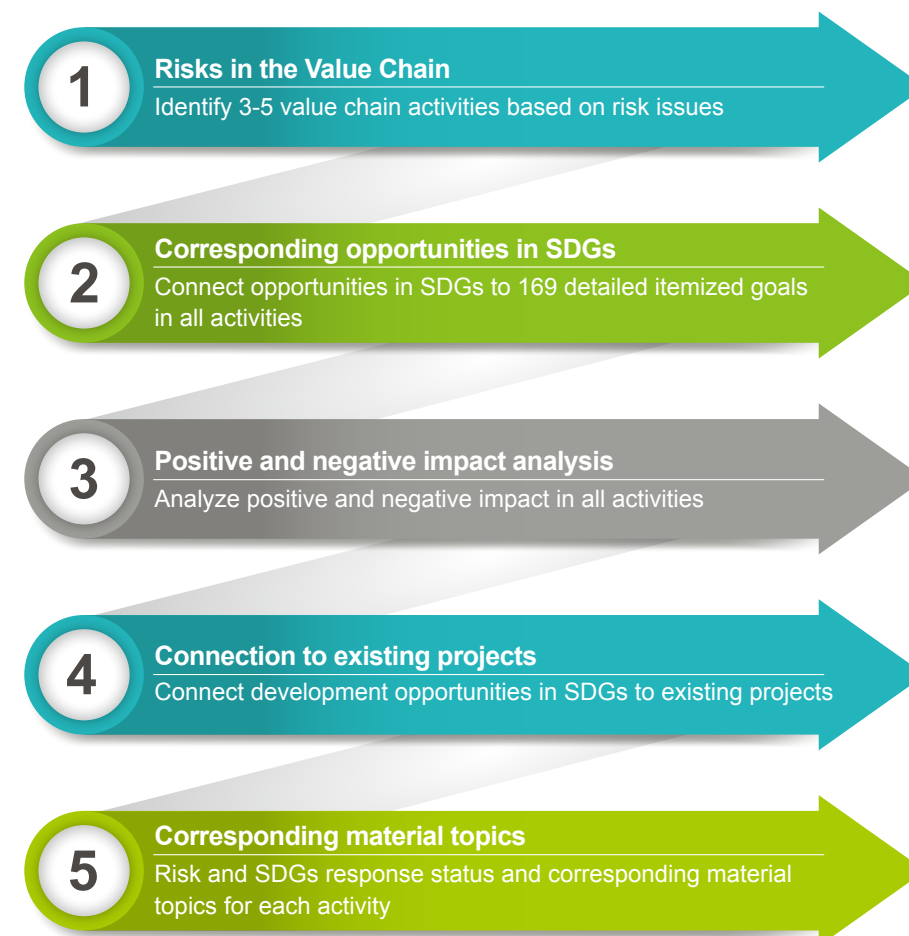 1
Risks in the Value Chain
Identify 3-5 value chain activities based on risk issues
2
Corresponding opportunities in SDGs
Connect opportunities in SDGs to 169 detailed itemized goals
in all activities
3
Positive and negative impact analysis
Analyze positive and negative impact in all activities
4
Connection to existing projects
Connect development opportunities in SDGs to existing projects
5
Corresponding material topics
Risk and SDGs response status and corresponding material
topics for each activity